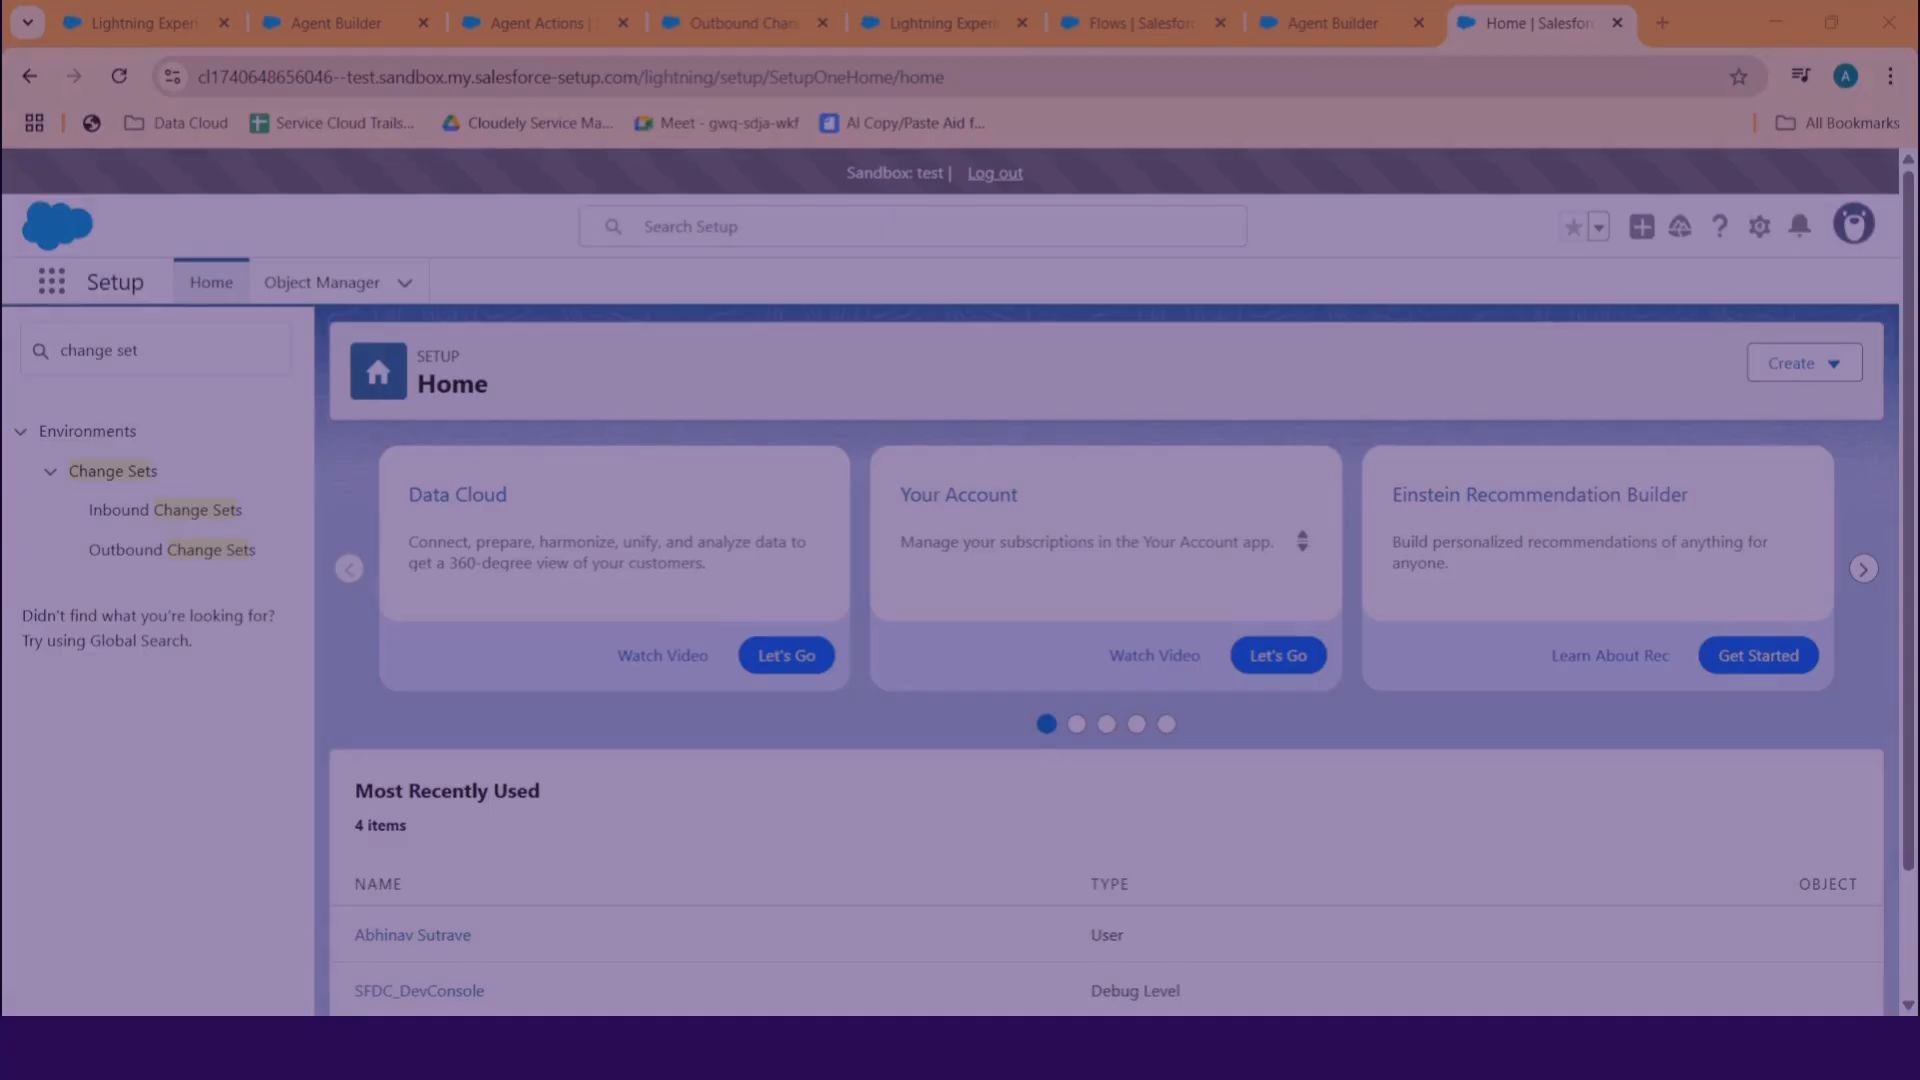 Lightning Experi
Agent Builder
Agent Actions |
Outbound Chan
Lightning Experi
Flows | Salesfor
Agent Builder
Home | Salesfor
cl1740648656046--test.sandbox.my.salesforce-setup.com/lightning/setup/SetupOneHome/home
A
Data Cloud
Service Cloud Trails...
Cloudely Service Ma...
Meet - gwq-sdja-wkf
AI Copy/Paste Aid f...
All Bookmarks
Sandbox: test | Log out
Search Setup
Setup
Home
Object Manager
change set
SETUP
Home
Create
Environments
Change Sets
Inbound Change Sets
Outbound Change Sets
Didn't find what you're looking for?
Try using Global Search.
Data Cloud
Connect, prepare, harmonize, unify, and analyze data to
get a 360-degree view of your customers.
Watch Video
Let's Go
Your Account
Manage your subscriptions in the Your Account app.
Watch Video
Let's Go
Einstein Recommendation Builder
Build personalized recommendations of anything for
anyone.
Learn About Rec
Get Started
Most Recently Used
4 items
NAME TYPE OBJECT
Abhinav Sutrave User
SFDC_DevConsole Debug Level